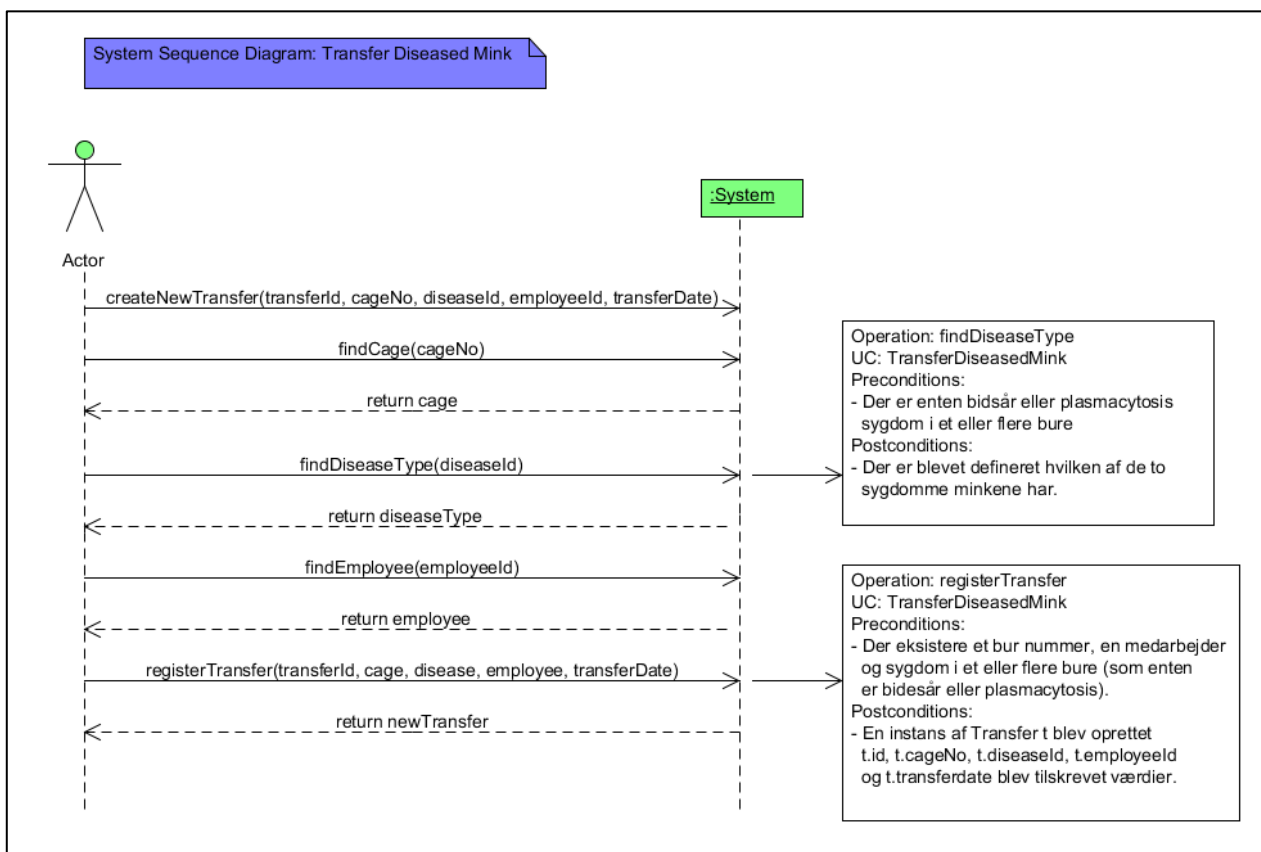 System Sequence Diagram: Transfer Diseased Mink
:System
Actor
createNewTransfer(transferId, cageNo, diseaseId, employeeId, transferDate)
findCage(cageNo)
return cage
findDiseaseType(diseaseId)
return diseaseType
findEmployee(employeeId)
return employee
registerTransfer(transferId, cage, disease, employee, transferDate)
return newTransfer
Operation: findDiseaseType
UC: TransferDiseasedMink
Preconditions:
- Der er enten bidsår eller plasmacytosis
sygdom i et eller flere bure
Postconditions:
- Der er blevet defineret hvilken af de to
sygdomme minkene har.
Operation: registerTransfer
UC: TransferDiseasedMink
Preconditions:
- Der eksistere et bur nummer, en medarbejder
og sygdom i et eller flere bure (som enten
er bidesår eller plasmacytosis).
Postconditions:
- En instans af Transfer t blev oprettet
t.id, t.cageNo, t.diseaseId, t.employeeId
og t.transferdate blev tilskrevet værdier.